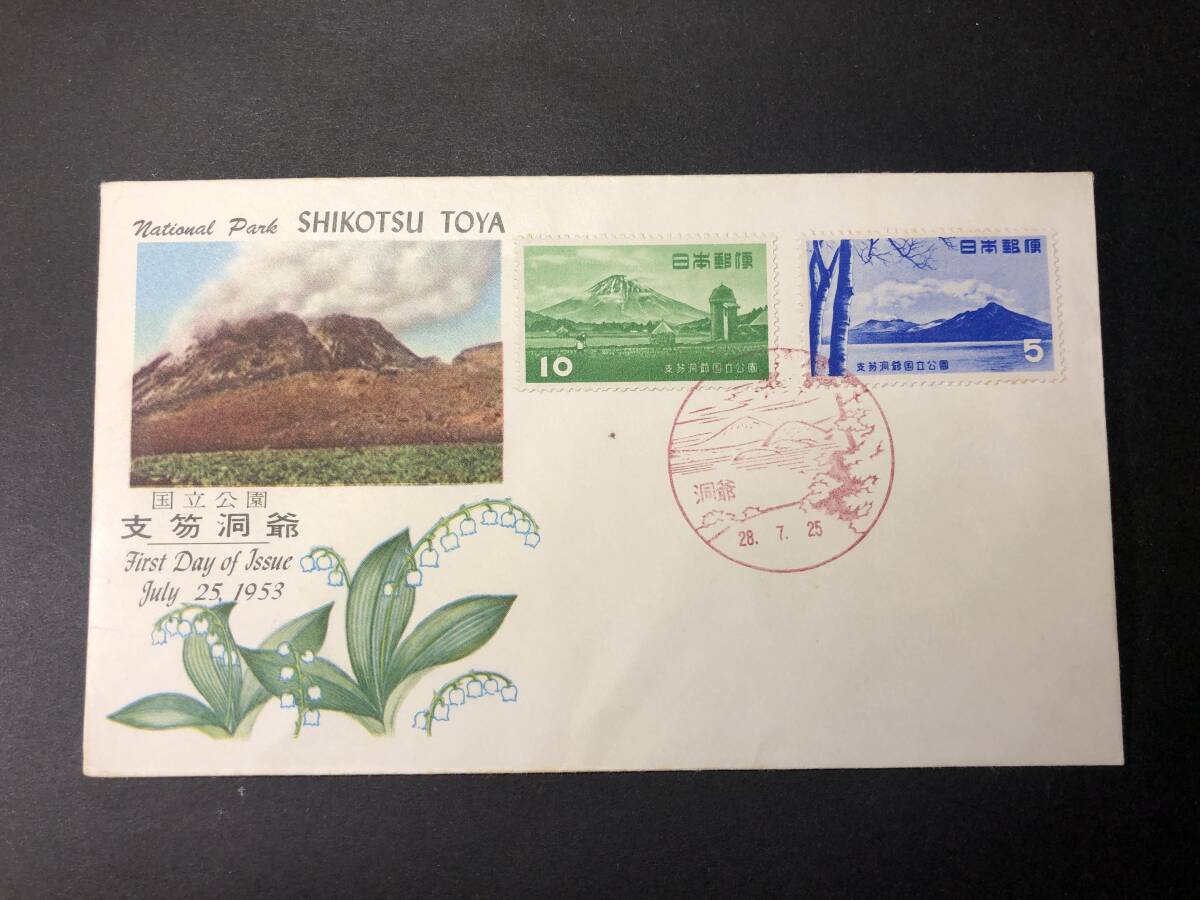 National Park SHIKOTSU TOYA
国立公園
支笏洞爺
First Day of Issue
July 25, 1953
日本郵便
10
支笏洞爺国立公園
日本郵便
5
支笏洞爺国立公園
洞爺
28. 7. 25